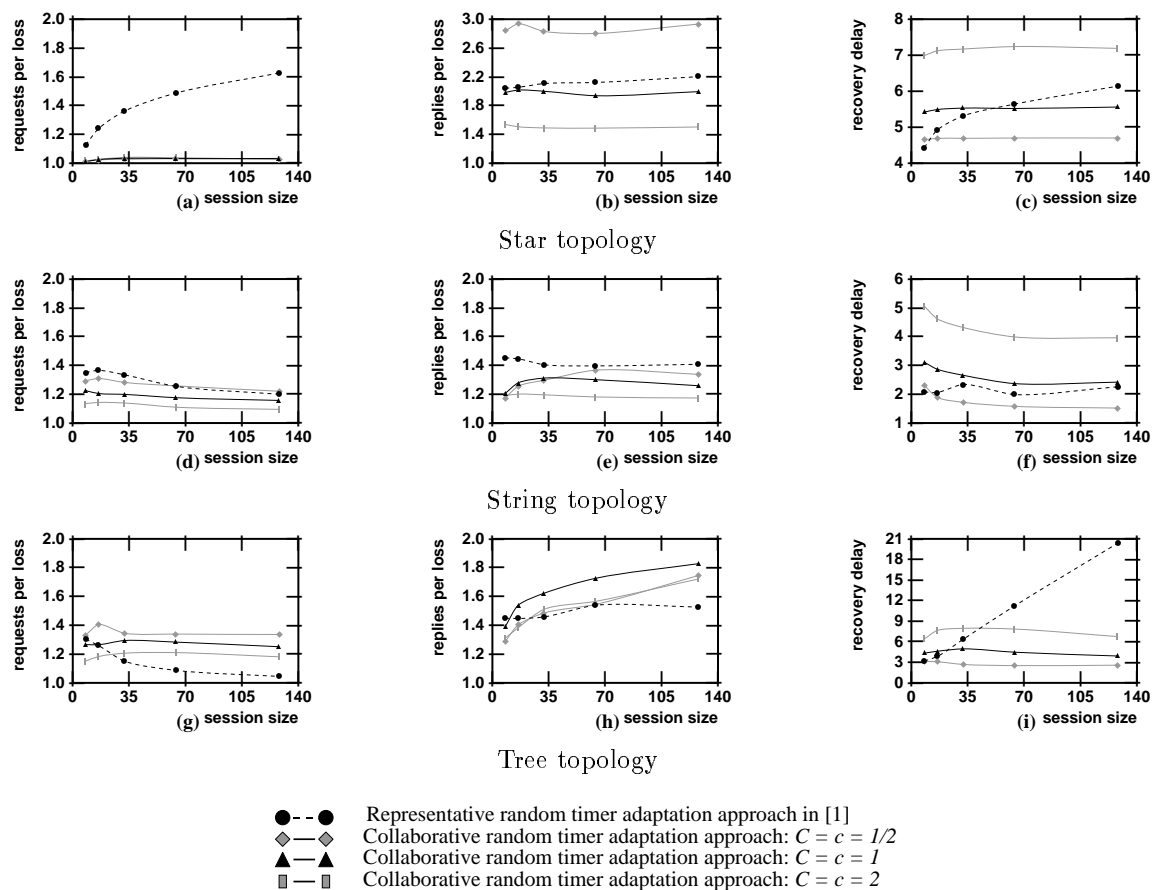 requests per loss
2.0
1.8
1.6
1.4
1.2
1.0
0 35 70 105 140
(a) session size
replies per loss
3.0
2.6
2.2
1.8
1.4
1.0
0 35 70 105 140
(b) session size
recovery delay
8
7
6
5
4
0 35 70 105 140
(c) session size
Star topology
requests per loss
2.0
1.8
1.6
1.4
1.2
1.0
0 35 70 105 140
(d) session size
replies per loss
2.0
1.8
1.6
1.4
1.2
1.0
0 35 70 105 140
(e) session size
recovery delay
6
5
4
3
2
1
0 35 70 105 140
(f) session size
String topology
requests per loss
2.0
1.8
1.6
1.4
1.2
1.0
0 35 70 105 140
(g) session size
replies per loss
2.0
1.8
1.6
1.4
1.2
1.0
0 35 70 105 140
(h) session size
recovery delay
21
18
15
12
9
6
3
0
0 35 70 105 140
(i) session size
Tree topology
Representative random timer adaptation approach in [1]
Collaborative random timer adaptation approach: C = c = 1/2
Collaborative random timer adaptation approach: C = c = 1
Collaborative random timer adaptation approach: C = c = 2